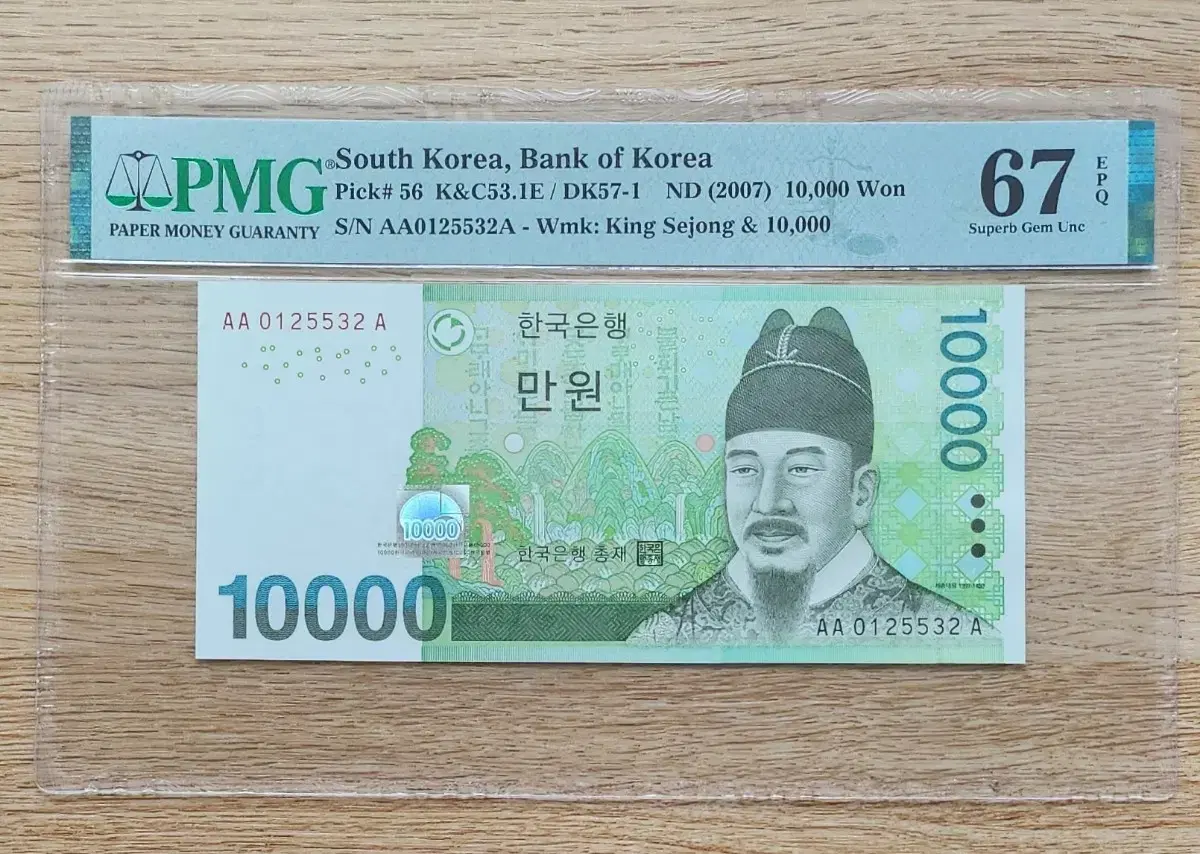 PMG®
PAPER MONEY GUARANTY
South Korea, Bank of Korea
Pick# 56 K&C53.1E / DK57-1 ND (2007) 10,000 Won
S/N AA0125532A - Wmk: King Sejong & 10,000
67
EPQ
Superb Gem Unc
AA 0125532 A
한국은행
만원
10000
10000
한국은행 총재
10000
AA 0125532 A